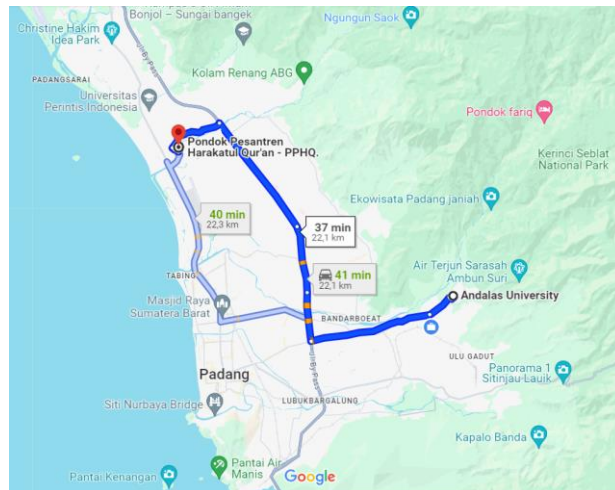 Bonjol – Sungai bangek
Ngungun Saok
Christine Hakim
Idea Park
By Pass
Kolam Renang ABG
PADANGSARAI
Universitas
Perintis Indonesia
Pondok fariq
Pondok Pesantren
Harakatul Qur'an - PPHQ.
Kerinci Seblat
National Park
Ekowisata Padang janiah
40 min
22,3 km
37 min
22,1 km
41 min
22,1 km
Air Terjun Sarasah
Ambun Suri
TABING
Andalas University
Masjid Raya
Sumatera Barat
BANDARBOEAT
ULU GADUT
Padang
By Pass
Panorama 1
Sitinjau Lauik
Siti Nurbaya Bridge
LUBUKBARGALUNG
Kapalo Banda
Pantai Air
Manis
Google
Pantai Kenangan